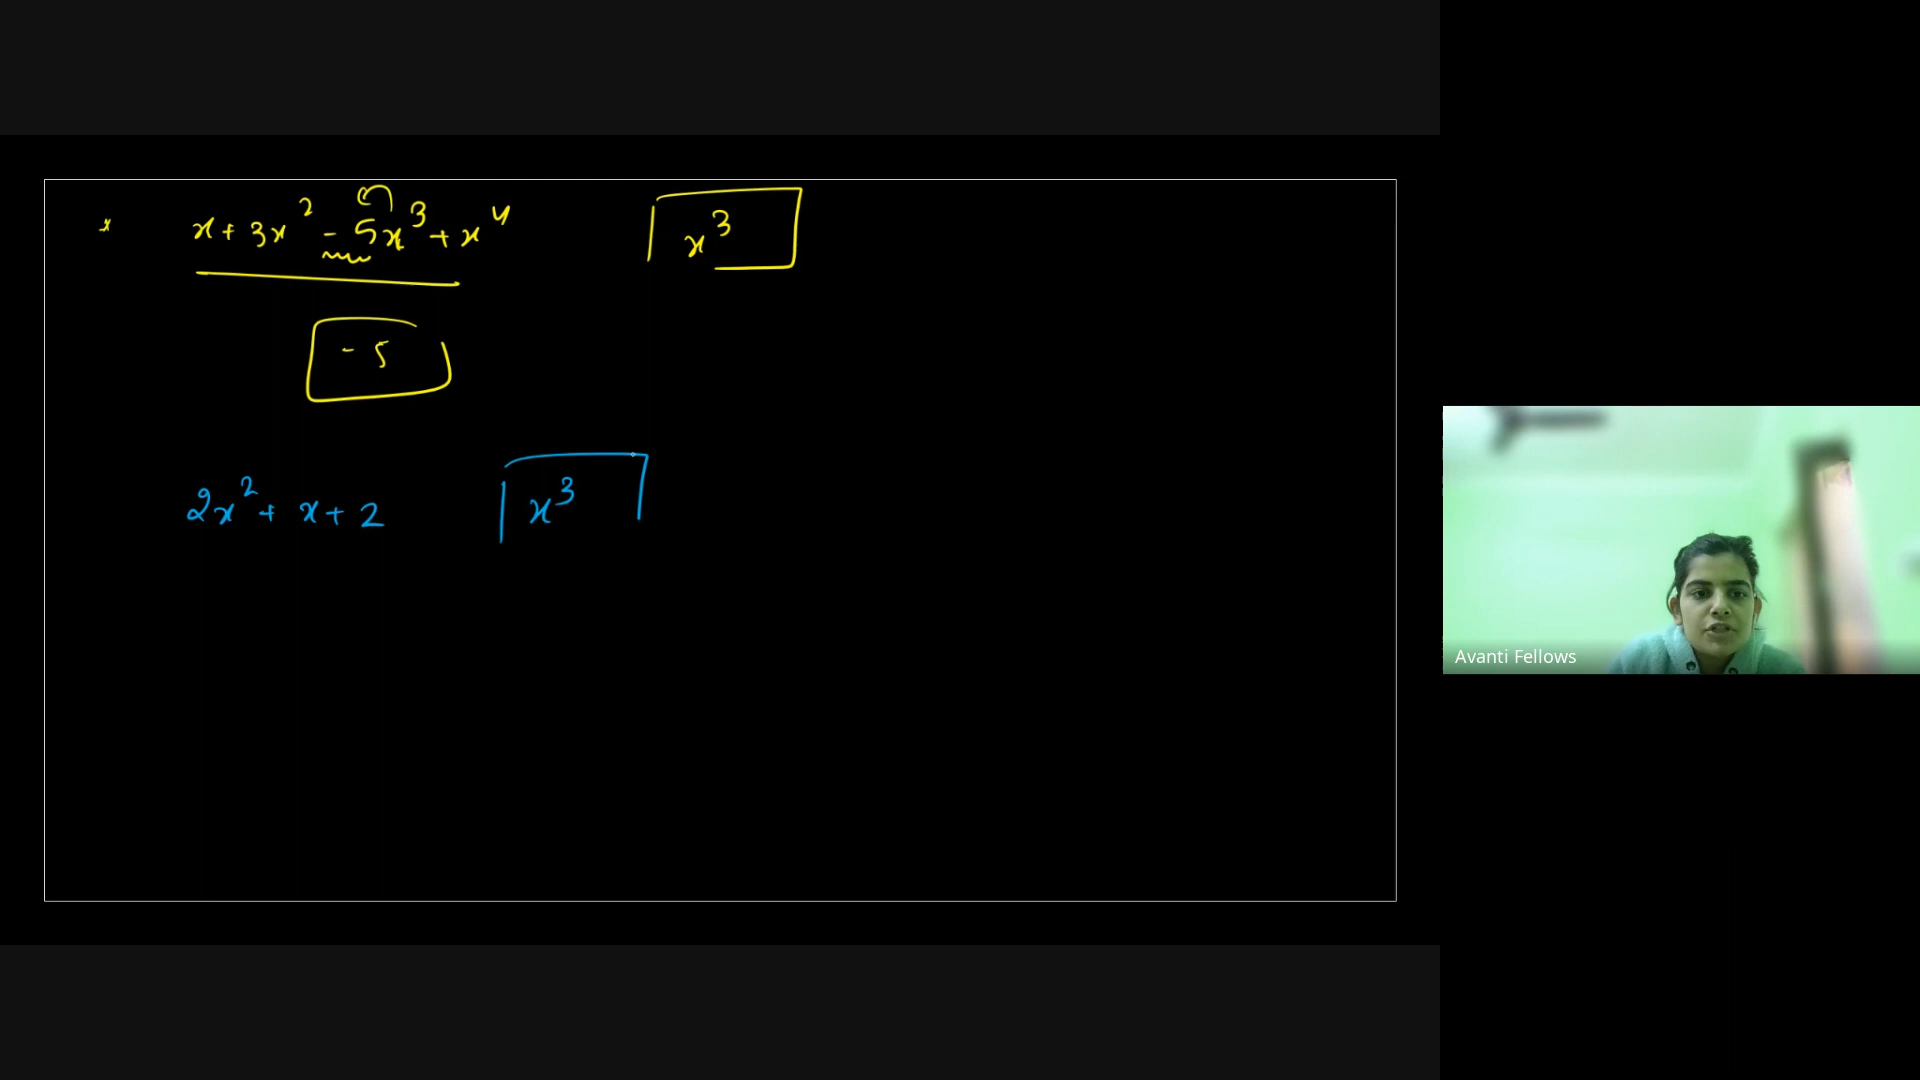 * x + 3x² - 5x³ + x⁴ x³
- 5
2x² + x + 2 x³
Avanti Fellows